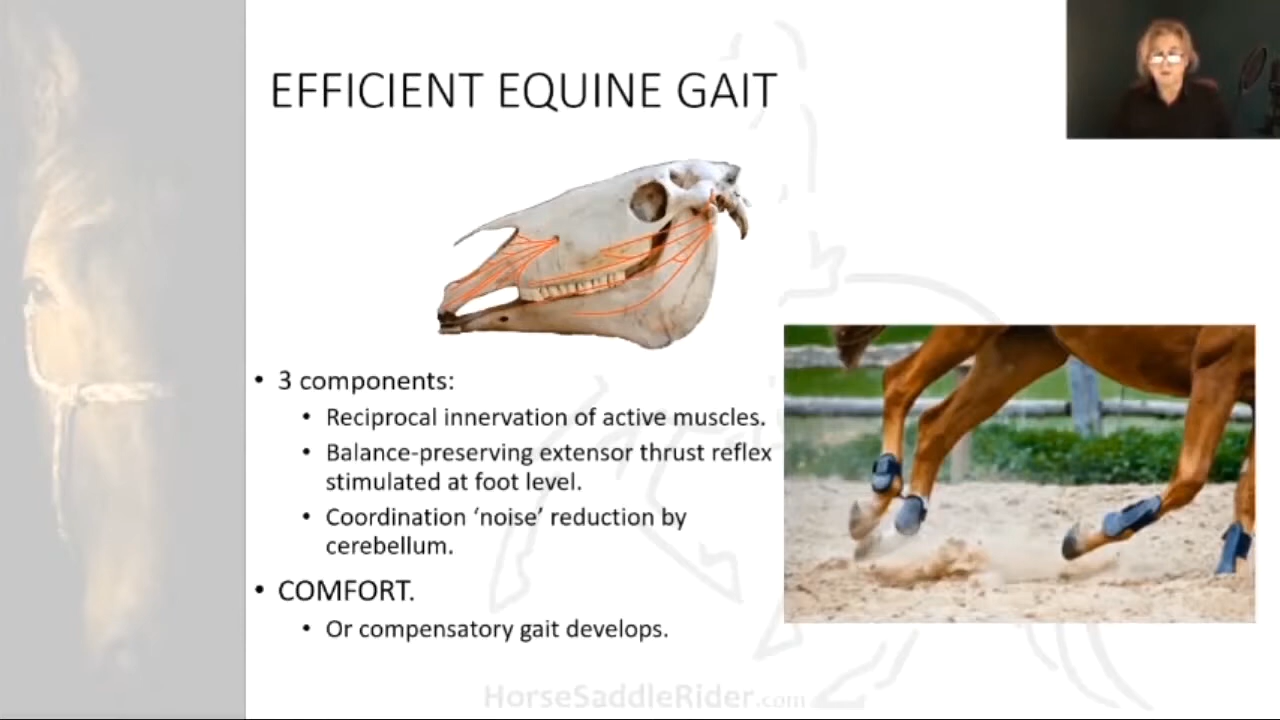 EFFICIENT EQUINE GAIT
• 3 components:
• Reciprocal innervation of active muscles.
• Balance-preserving extensor thrust reflex
stimulated at foot level.
• Coordination ‘noise’ reduction by
cerebellum.
• COMFORT.
• Or compensatory gait develops.
HorseSaddleRider.com